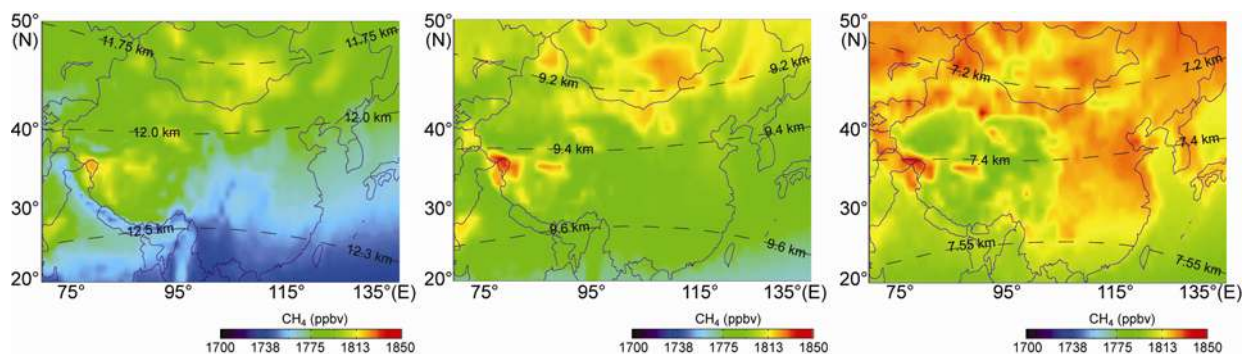 50°
(N)
40°
30°
20°
75°
95°
115
135°(E)
11.75 km
11.75 km
12.0 km
12.0 km
12.5 km
12.3 km
CH₄ (ppbv)
1700 1738 1775 1813 1850
50°
(N)
40°
30°
20°
75°
95°
115
135°(E)
9.2 km
9.2 km
9.4 km
9.4 km
9.6 km
9.6 km
CH₄ (ppbv)
1700 1738 1775 1813 1850
50°
(N)
40°
30°
20°
75°
95°
115
135°(E)
7.2 km
7.2 km
7.4 km
7.4 km
7.55 km
7.55 km
CH₄ (ppbv)
1700 1738 1775 1813 1850